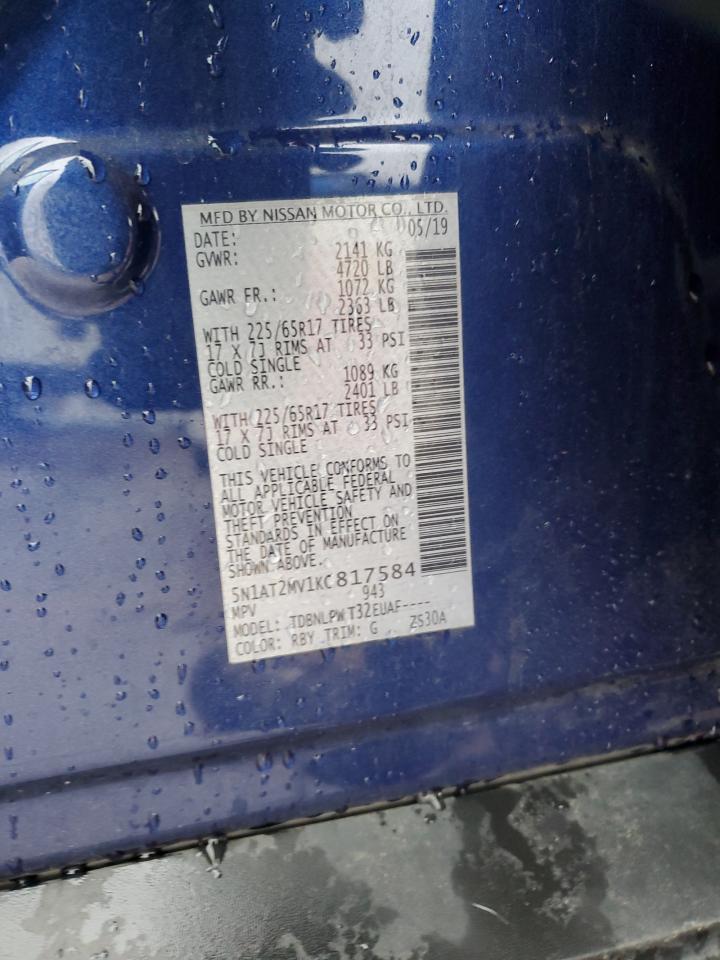 MFD BY NISSAN MOTOR CO., LTD.
DATE: 05/19
GVWR: 2141 KG
4720 LB
GAWR FR.: 1072 KG
2363 LB
WITH 225/65R17 TIRES
17 X 7J RIMS AT 33 PSI
COLD SINGLE
GAWR RR.: 1089 KG
2401 LB
WITH 225/65R17 TIRES
17 X 7J RIMS AT 33 PSI
COLD SINGLE
THIS VEHICLE CONFORMS TO
ALL APPLICABLE FEDERAL
MOTOR VEHICLE SAFETY AND
THEFT PREVENTION
STANDARDS IN EFFECT ON
THE DATE OF MANUFACTURE
SHOWN ABOVE.
5N1AT2MV1KC817584
MPV 943
MODEL: TDBNLPWT32EUAF----
COLOR: RBY TRIM: G ZS30A